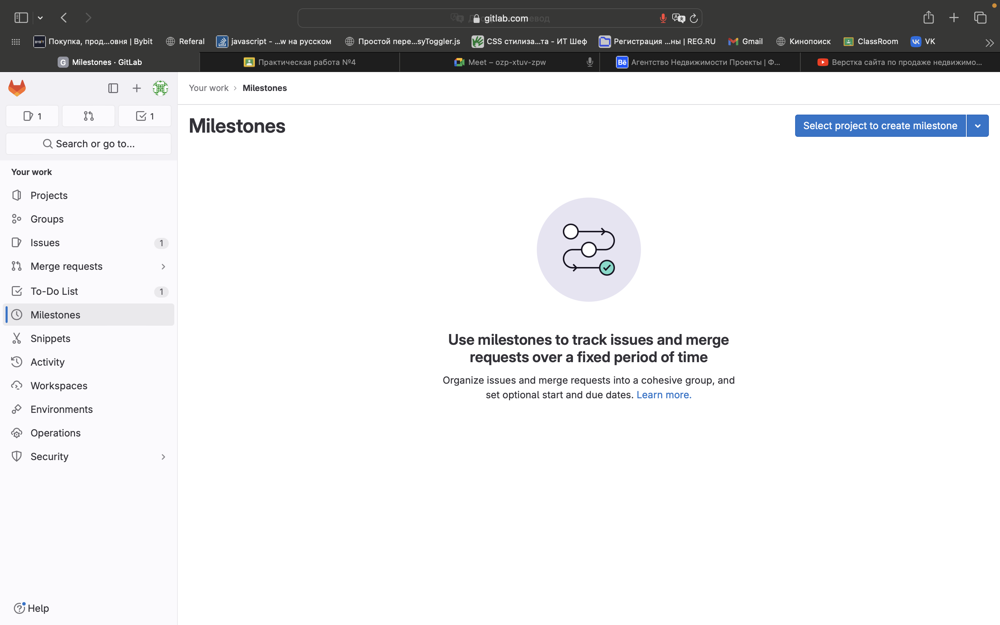 gitlab.com
Покупка, прод...овня | Bybit
Referal
javascript - ...w на русском
Простой пере...syToggler.js
CSS стилиза...та - ИТ Шеф
Регистрация ...ны | REG.RU
Gmail
Кинопоиск
ClassRoom
VK
Milestones · GitLab
Практическая работа №4
Meet – ozp-xtuv-zpw
Агентство Недвижимости Проекты | Ф...
Верстка сайта по продаже недвижимо...
Your work
Milestones
1
1
Search or go to...
Milestones
Select project to create milestone
Your work
Projects
Groups
Issues
1
Merge requests
To-Do List
1
Milestones
Snippets
Activity
Workspaces
Environments
Operations
Security
Help
Use milestones to track issues and merge
requests over a fixed period of time
Organize issues and merge requests into a cohesive group, and
set optional start and due dates. Learn more.